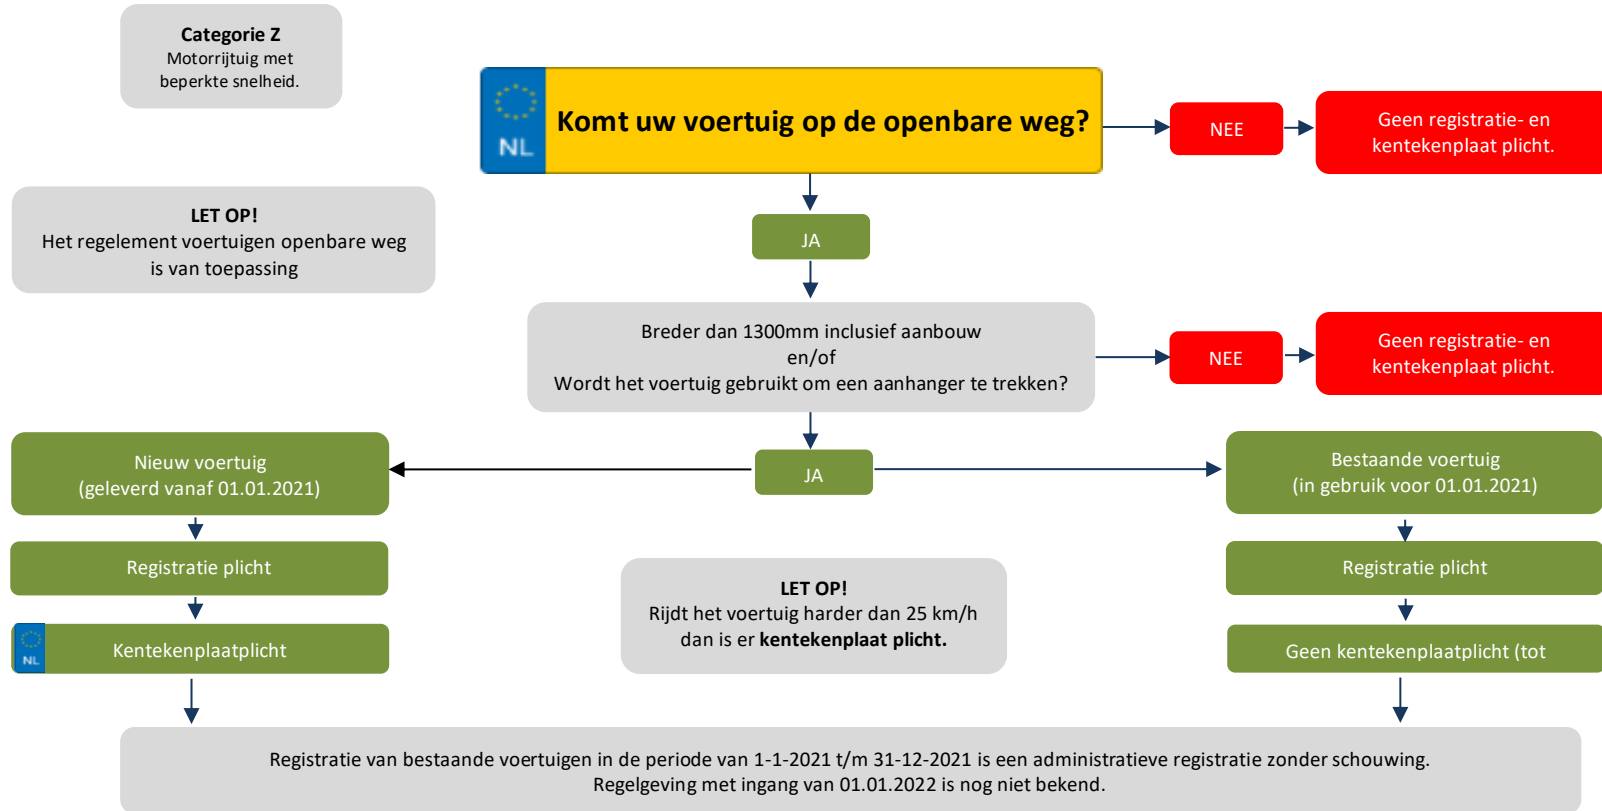 Categorie Z
Motorrijtuig met
beperkte snelheid.
NL
Komt uw voertuig op de openbare weg?
NEE
Geen registratie- en
kentekenplaat plicht.
LET OP!
Het regelement voertuigen openbare weg
is van toepassing
JA
Breder dan 1300mm inclusief aanbouw
en/of
Wordt het voertuig gebruikt om een aanhanger te trekken?
NEE
Geen registratie- en
kentekenplaat plicht.
Nieuw voertuig
(geleverd vanaf 01.01.2021)
JA
Bestaande voertuig
(in gebruik voor 01.01.2021)
Registratie plicht
LET OP!
Rijdt het voertuig harder dan 25 km/h
dan is er kentekenplaat plicht.
Registratie plicht
NL
Kentekenplaatplicht
Geen kentekenplaatplicht (tot
Registratie van bestaande voertuigen in de periode van 1-1-2021 t/m 31-12-2021 is een administratieve registratie zonder schouwing.
Regelgeving met ingang van 01.01.2022 is nog niet bekend.